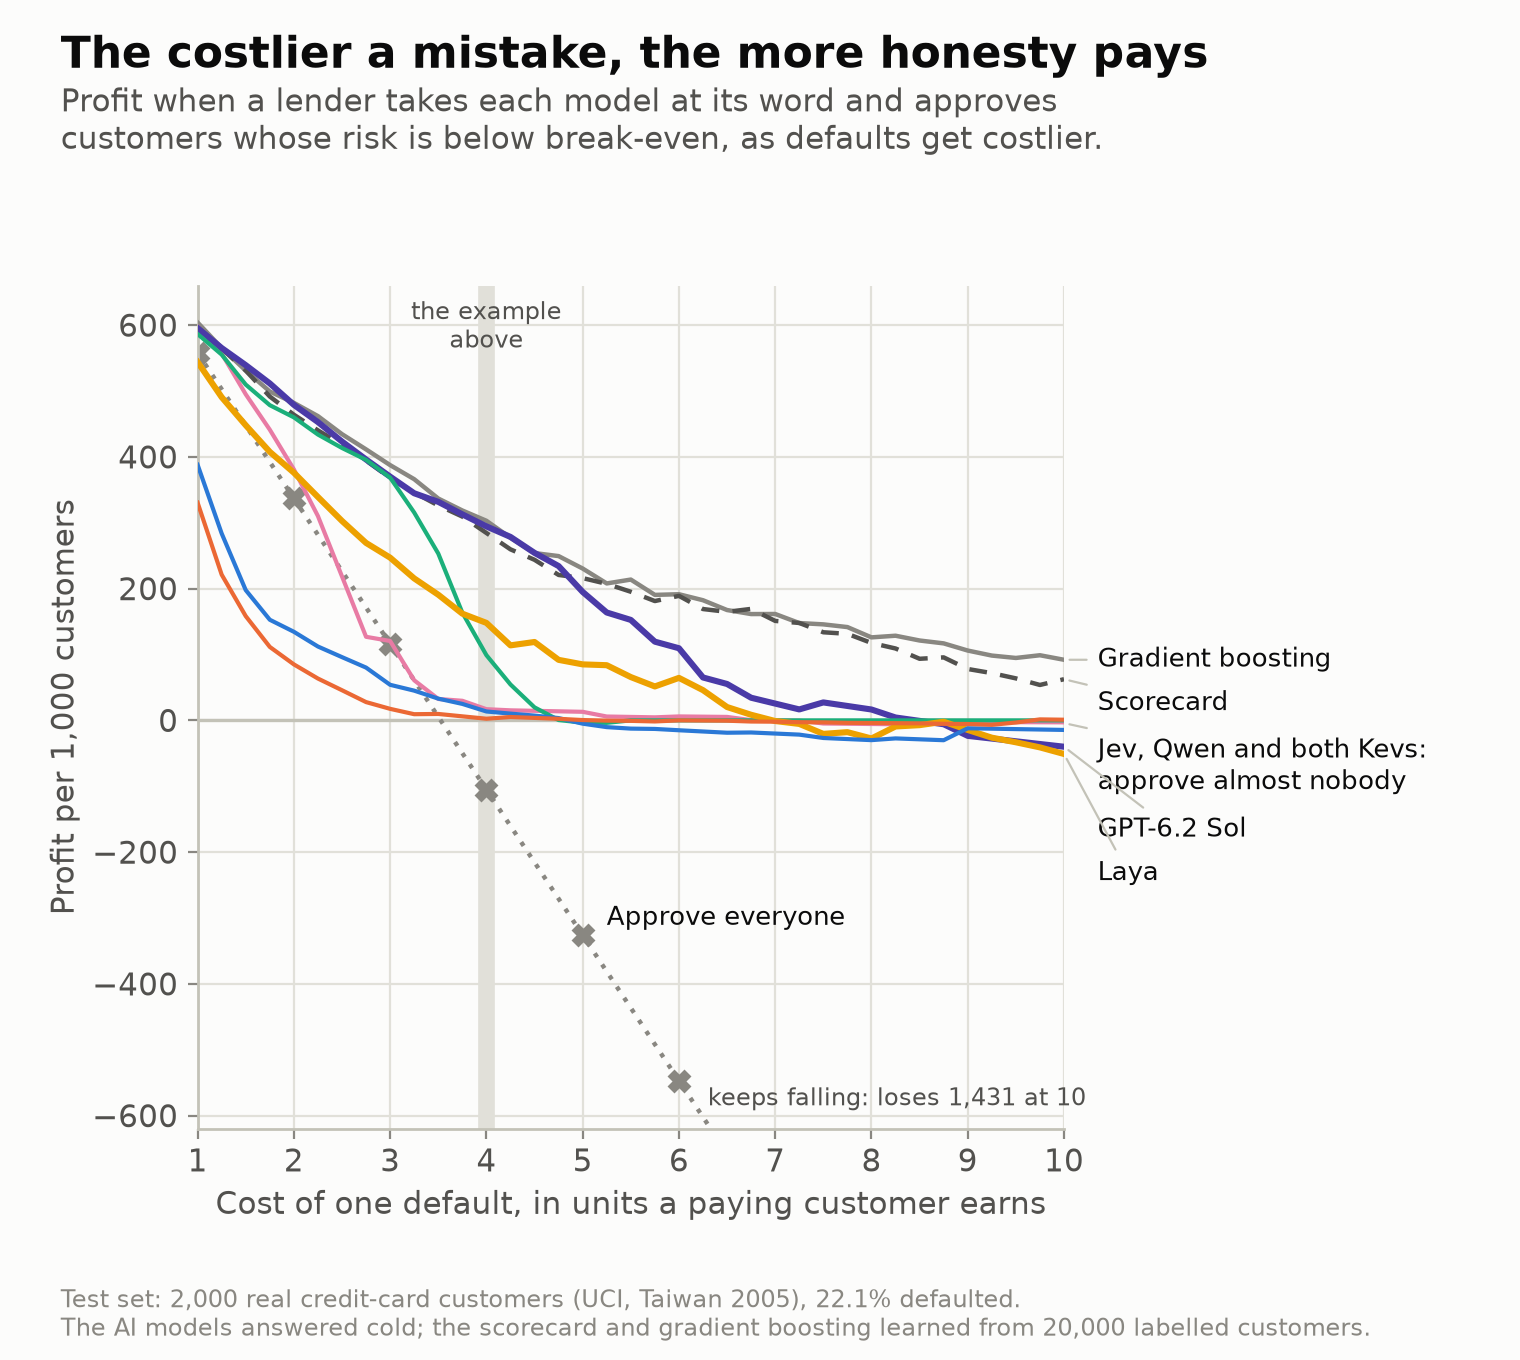 The costlier a mistake, the more honesty pays
Profit when a lender takes each model at its word and approves
customers whose risk is below break-even, as defaults get costlier.
the example
above
600
400
200
0
−200
−400
−600
Profit per 1,000 customers
Gradient boosting
Scorecard
Jev, Qwen and both Kevs:
approve almost nobody
GPT-6.2 Sol
Laya
Approve everyone
keeps falling: loses 1,431 at 10
1 2 3 4 5 6 7 8 9 10
Cost of one default, in units a paying customer earns
Test set: 2,000 real credit-card customers (UCI, Taiwan 2005), 22.1% defaulted.
The AI models answered cold; the scorecard and gradient boosting learned from 20,000 labelled customers.